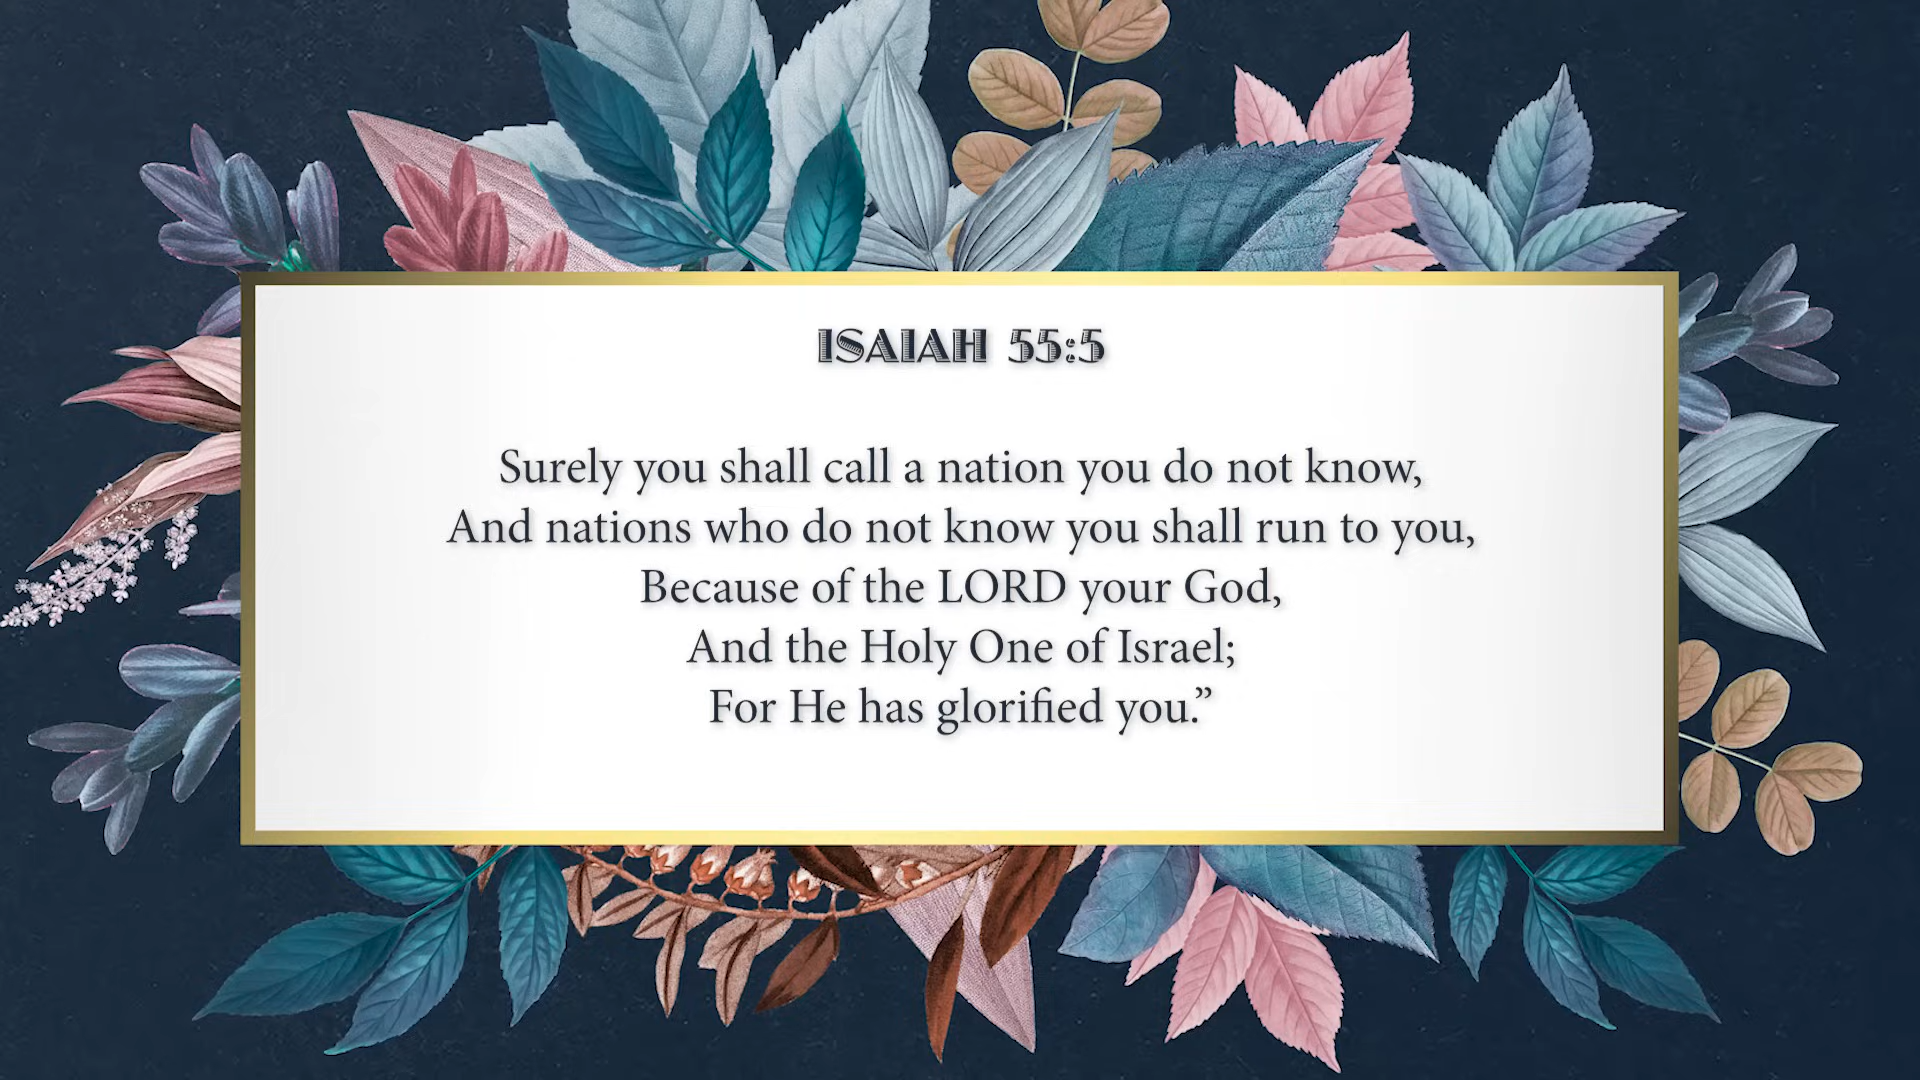 ISAIAH 55:5
Surely you shall call a nation you do not know,
And nations who do not know you shall run to you,
Because of the LORD your God,
And the Holy One of Israel;
For He has glorified you.”